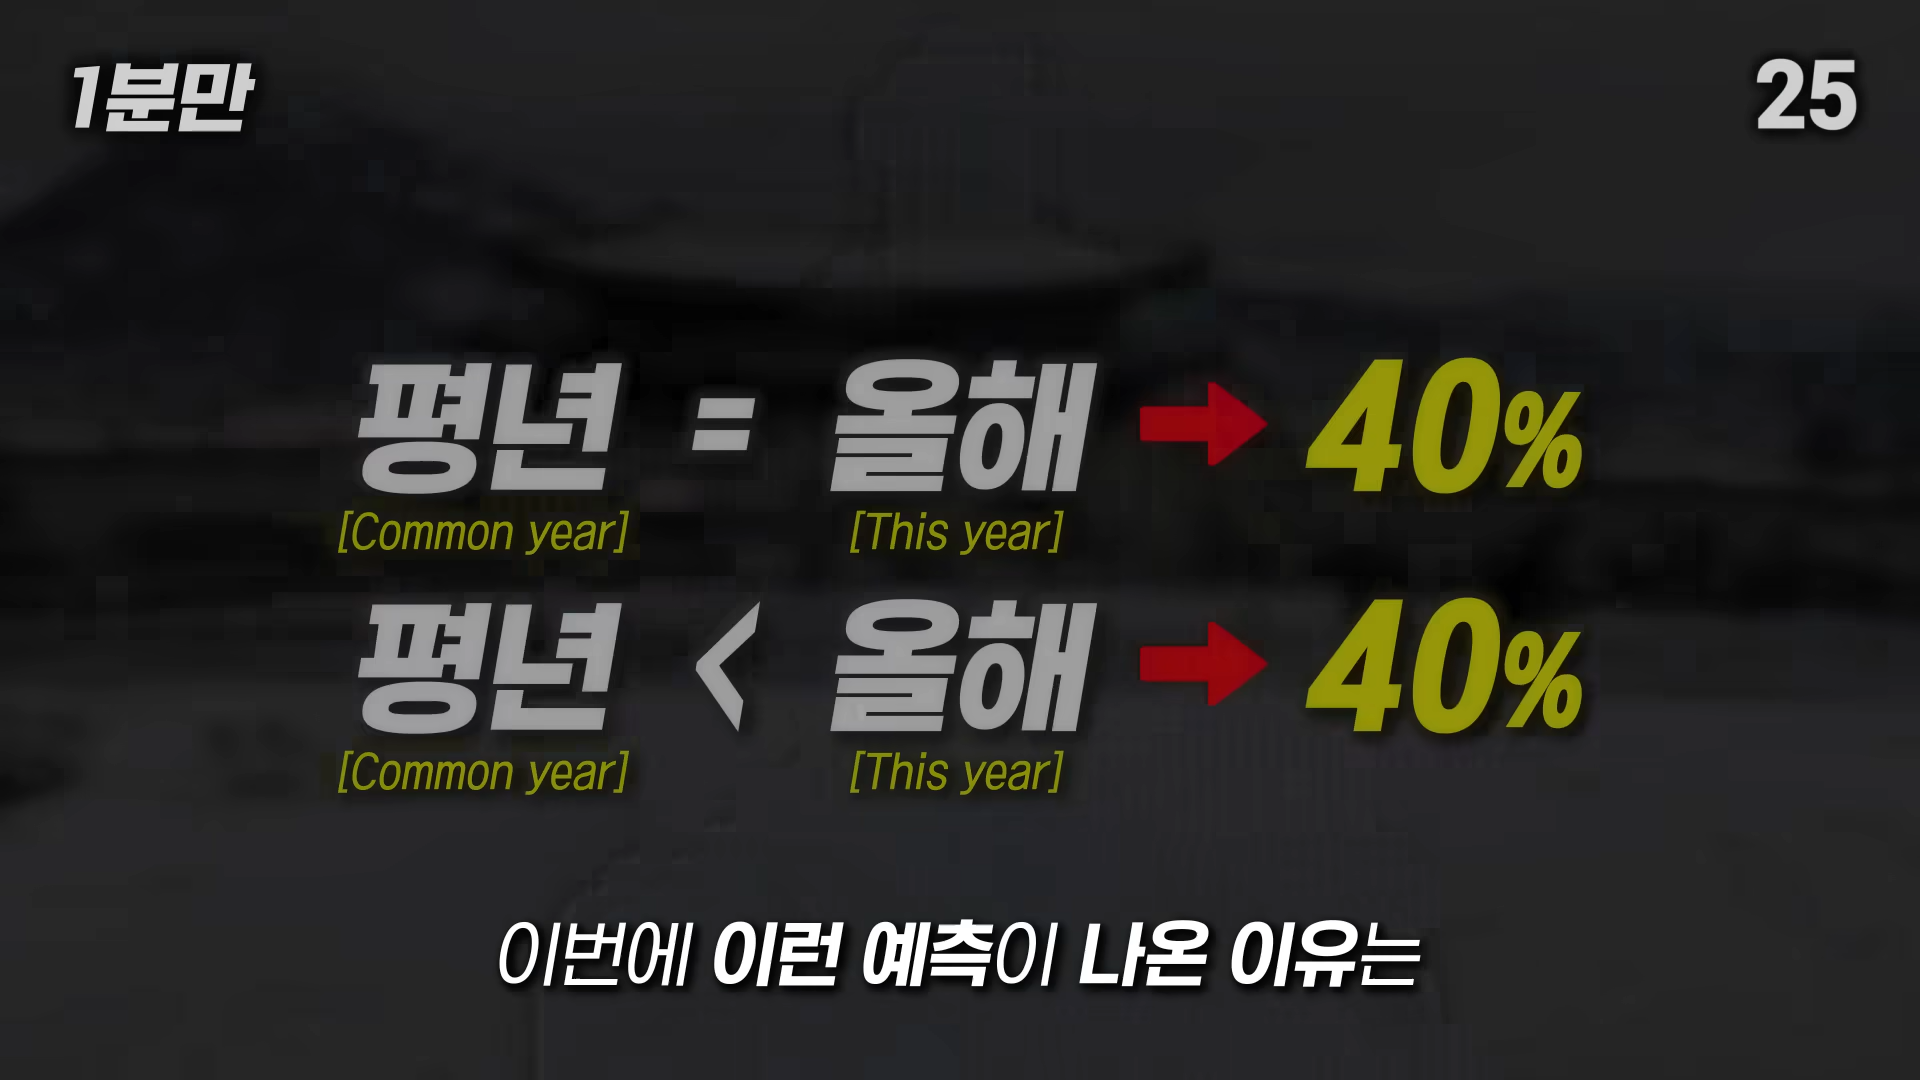 1분만
25
평년 = 올해 → 40%
[Common year] [This year]
평년 < 올해 → 40%
[Common year] [This year]
이번에 이런 예측이 나온 이유는